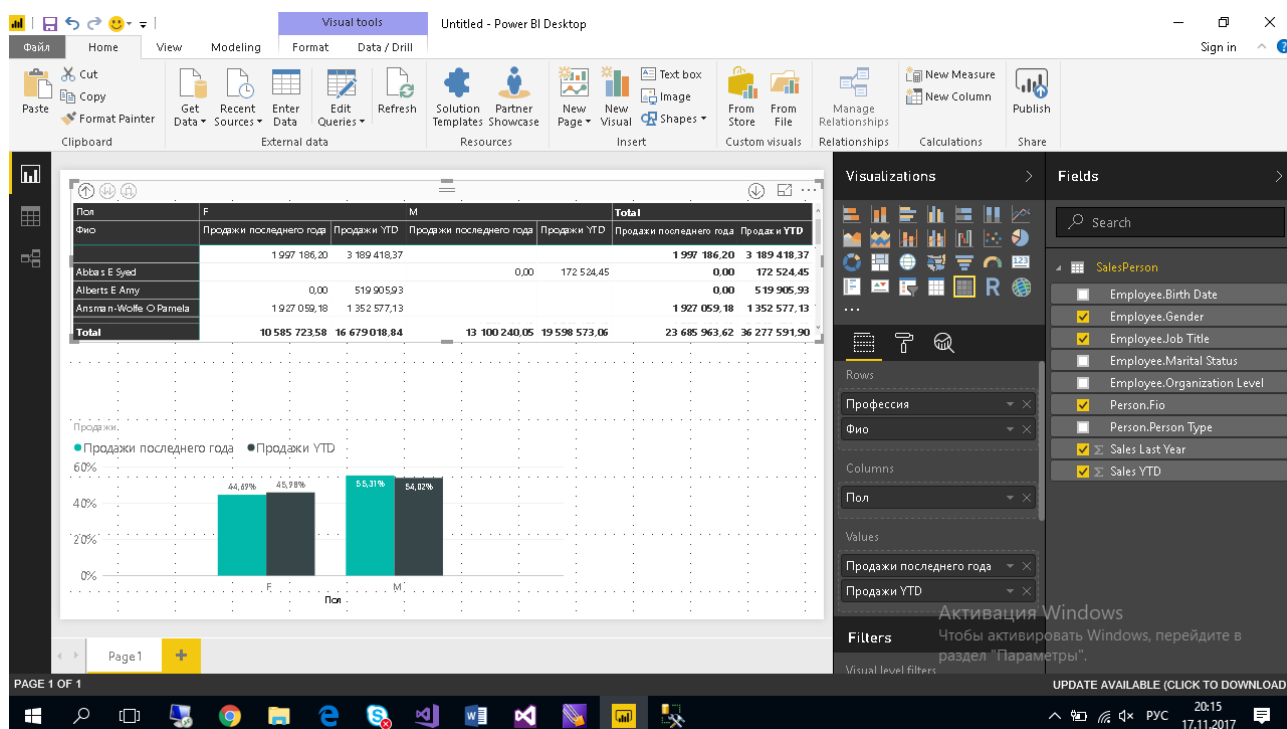 Visual tools Untitled - Power BI Desktop
Файл Home View Modeling Format Data / Drill Sign in
Paste
Cut
Copy
Format Painter
Clipboard
Get Data
Recent Sources
Enter Data
Edit Queries
Refresh
External data
Solution Templates
Partner Showcase
Resources
New Page
New Visual
Text box
Image
Shapes
Insert
From Store
From File
Custom visuals
Manage Relationships
Relationships
New Measure
New Column
Calculations
Publish
Share
Пол F M Total
Фио Продажи последнего года Продажи YTD Продажи последнего года Продажи YTD Продажи последнего года Продажи YTD
1 997 186,20 3 189 418,37 1 997 186,20 3 189 418,37
Abbas E Syed 0,00 172 524,45 0,00 172 524,45
Alberts E Amy 0,00 519 905,93 0,00 519 905,93
Ansman-Wolfe O Pamela 1 927 059,18 1 352 577,13 1 927 059,18 1 352 577,13
Total 10 585 723,58 16 679 018,84 13 100 240,05 19 598 573,06 23 685 963,62 36 277 591,90
Продажи.
Продажи последнего года Продажи YTD
60%
40%
20%
0%
44,69% 45,98% 55,31% 54,02%
F M
Пол
Page 1
PAGE 1 OF 1
Visualizations
123
R
Rows
Профессия
Фио
Columns
Пол
Values
Продажи последнего года
Продажи YTD
Filters
Visual level filters
Fields
Search
SalesPerson
Employee.Birth Date
Employee.Gender
Employee.Job Title
Employee.Marital Status
Employee.Organization Level
Person.Fio
Person.Person Type
Σ Sales Last Year
Σ Sales YTD
Активация Windows
Чтобы активировать Windows, перейдите в
раздел "Параметры".
UPDATE AVAILABLE (CLICK TO DOWNLOAD
РУС 20:15
17.11.2017